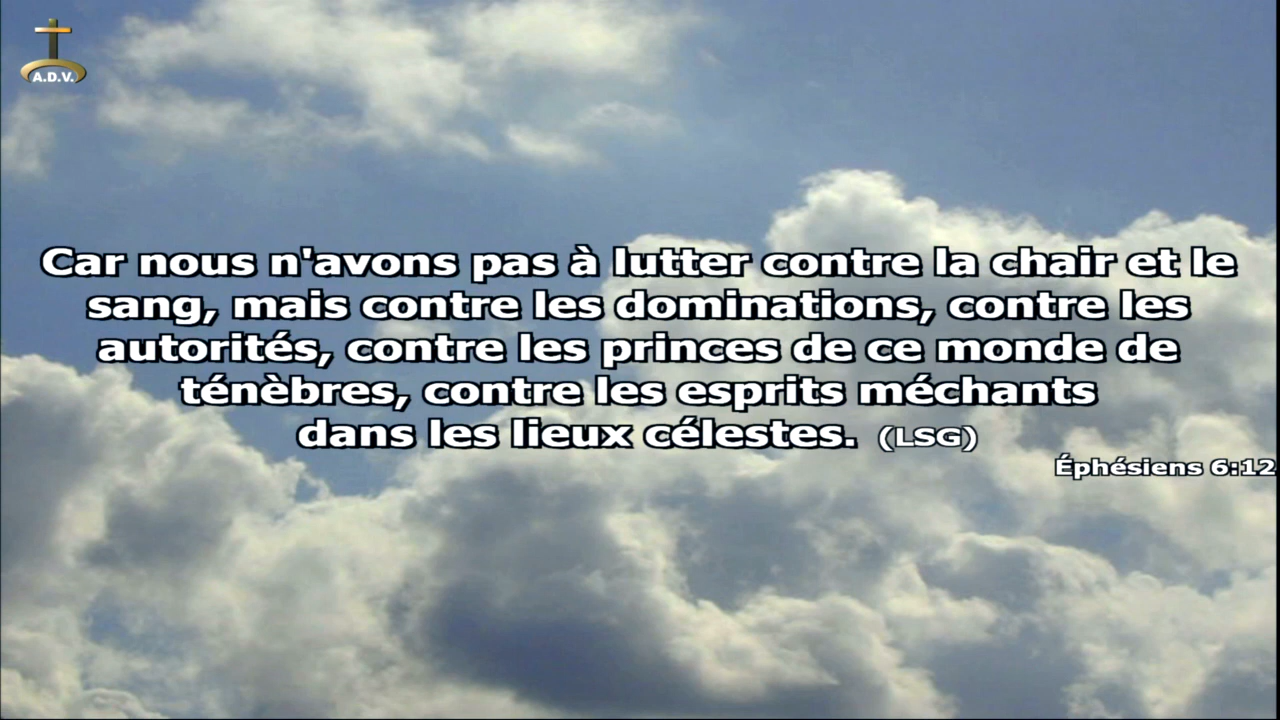 A.D.V.
Car nous n'avons pas à lutter contre la chair et le
sang, mais contre les dominations, contre les
autorités, contre les princes de ce monde de
ténèbres, contre les esprits méchants
dans les lieux célestes. (LSG)
Éphésiens 6:12